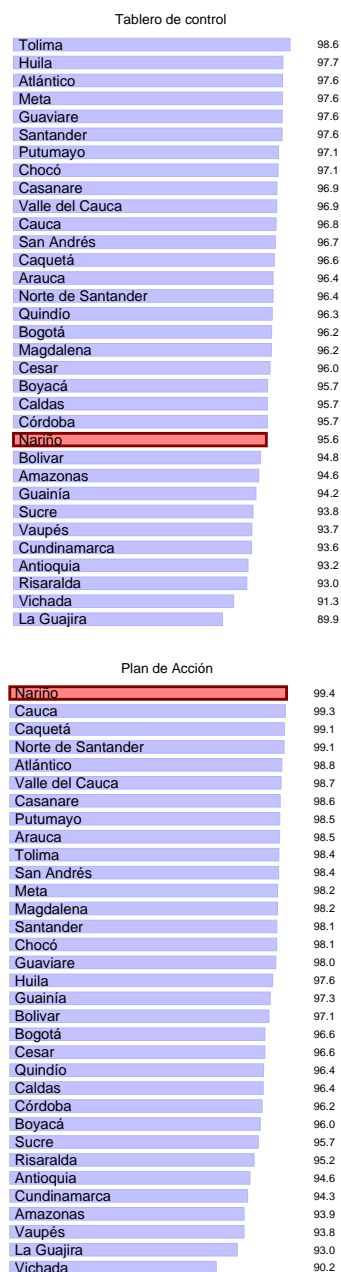 Tablero de control
Tolima 98.6
Huila 97.7
Atlántico 97.6
Meta 97.6
Guaviare 97.6
Santander 97.6
Putumayo 97.1
Chocó 97.1
Casanare 96.9
Valle del Cauca 96.9
Cauca 96.8
San Andrés 96.7
Caquetá 96.6
Arauca 96.4
Norte de Santander 96.4
Quindío 96.3
Bogotá 96.2
Magdalena 96.2
Cesar 96.0
Boyacá 95.7
Caldas 95.7
Córdoba 95.7
Nariño 95.6
Bolivar 94.8
Amazonas 94.6
Guainía 94.2
Sucre 93.8
Vaupés 93.7
Cundinamarca 93.6
Antioquia 93.2
Risaralda 93.0
Vichada 91.3
La Guajira 89.9
Plan de Acción
Nariño 99.4
Cauca 99.3
Caquetá 99.1
Norte de Santander 99.1
Atlántico 98.8
Valle del Cauca 98.7
Casanare 98.6
Putumayo 98.5
Arauca 98.5
Tolima 98.4
San Andrés 98.4
Meta 98.2
Magdalena 98.2
Santander 98.1
Chocó 98.1
Guaviare 98.0
Huila 97.6
Guainía 97.3
Bolivar 97.1
Bogotá 96.6
Cesar 96.6
Quindío 96.4
Caldas 96.4
Córdoba 96.2
Boyacá 96.0
Sucre 95.7
Risaralda 95.2
Antioquia 94.6
Cundinamarca 94.3
Amazonas 93.9
Vaupés 93.8
La Guajira 93.0
Vichada 90.2